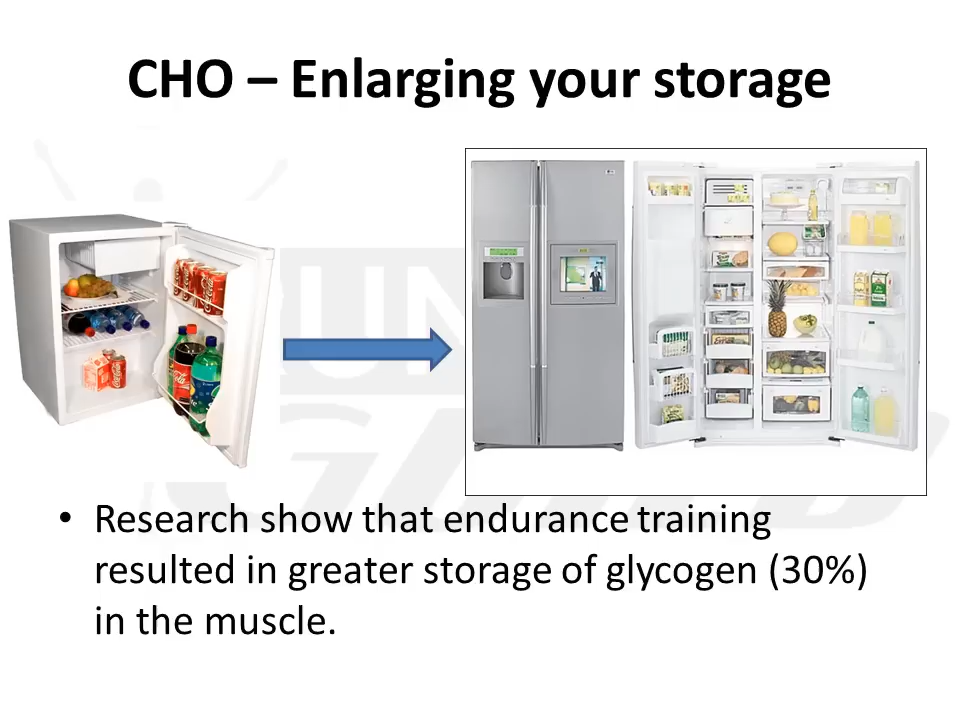 CHO – Enlarging your storage
• Research show that endurance training
resulted in greater storage of glycogen (30%)
in the muscle.